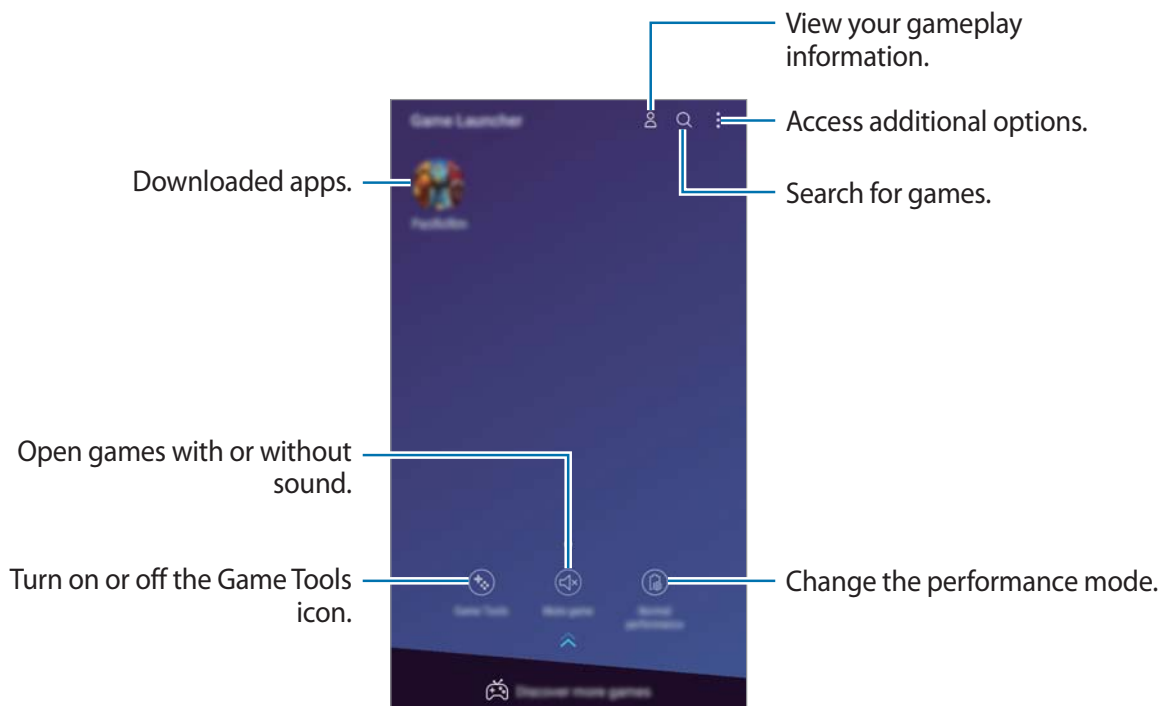 View your gameplay
information.
Game Launcher
Access additional options.
Downloaded apps.
Search for games.
Open games with or without
sound.
Turn on or off the Game Tools
icon.
Change the performance mode.
Game Tools
Mute game
Normal
performance
Discover more games